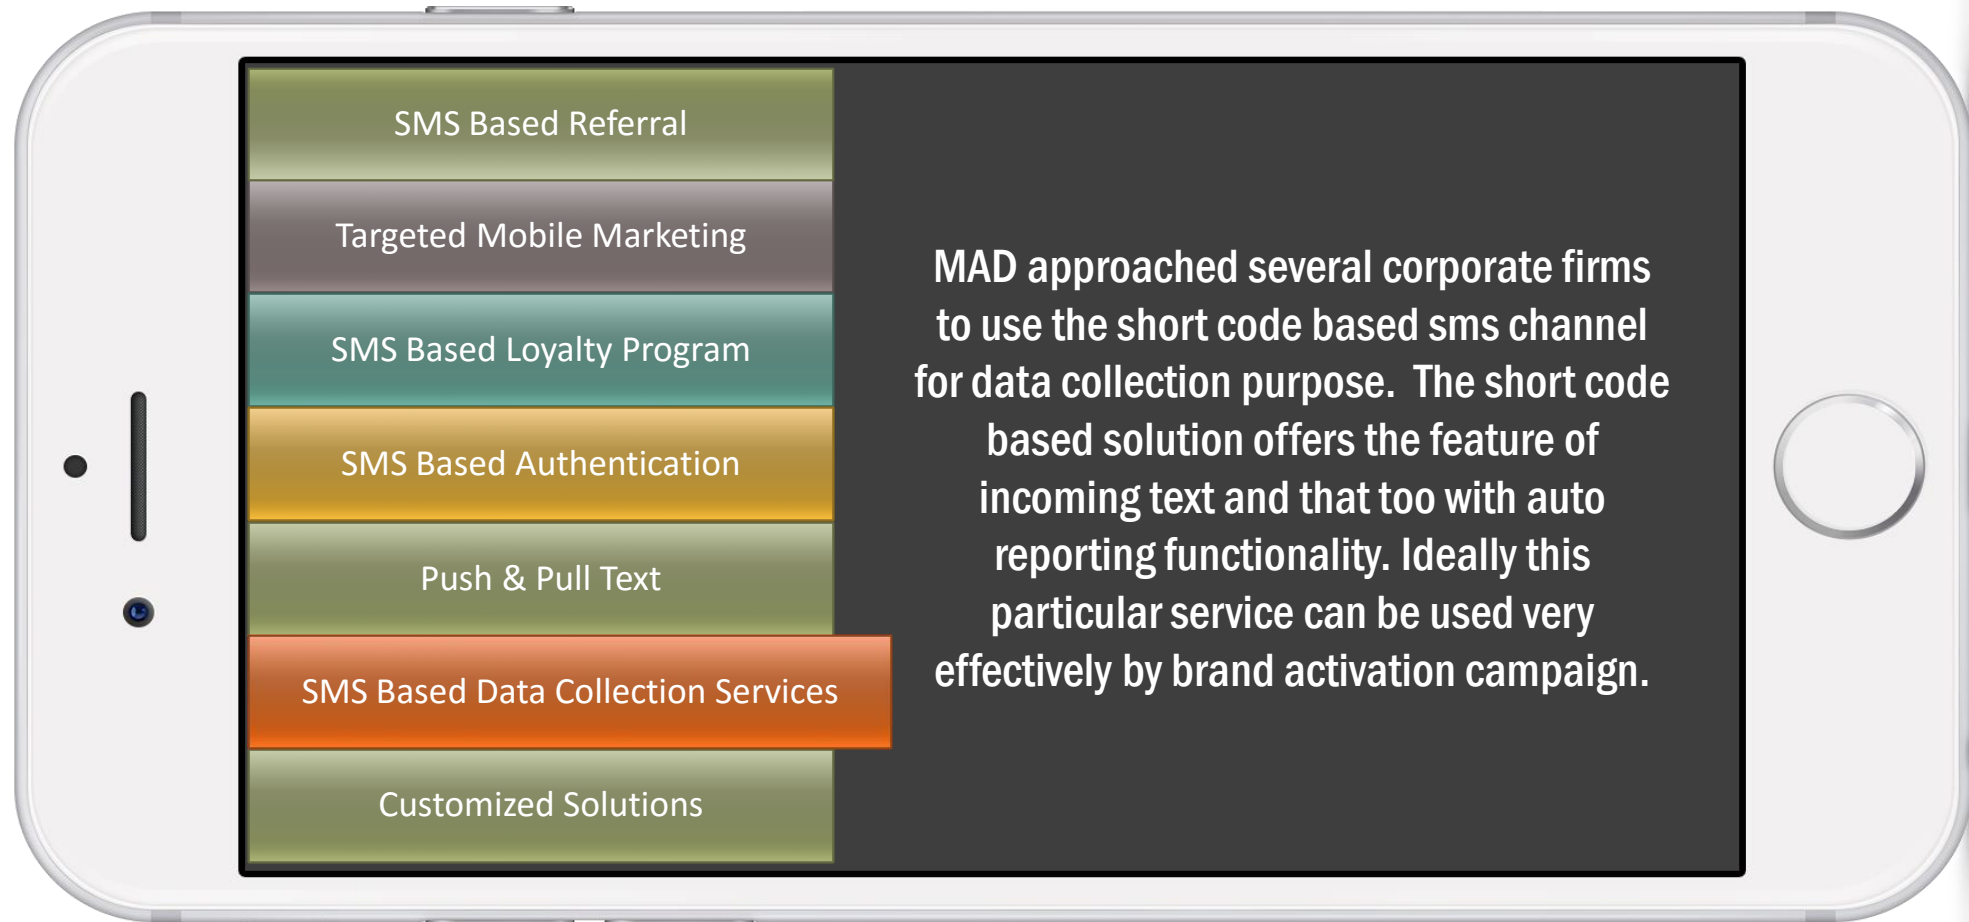 SMS Based Referral
Targeted Mobile Marketing
SMS Based Loyalty Program
SMS Based Authentication
Push & Pull Text
SMS Based Data Collection Services
Customized Solutions
MAD approached several corporate firms
to use the short code based sms channel
for data collection purpose.  The short code
based solution offers the feature of
incoming text and that too with auto
reporting functionality. Ideally this
particular service can be used very
effectively by brand activation campaign.